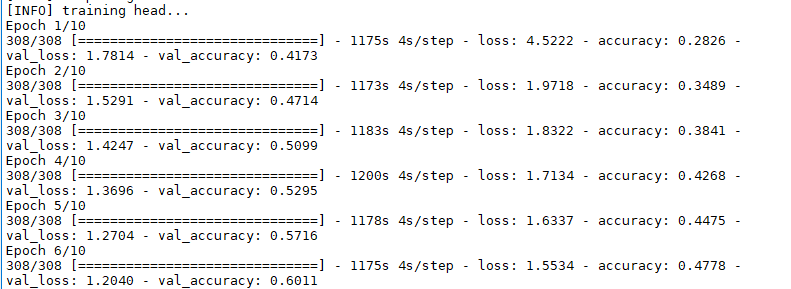 [INFO] training head...
Epoch 1/10
308/308 [==============================] - 1175s 4s/step - loss: 4.5222 - accuracy: 0.2826 -
val_loss: 1.7814 - val_accuracy: 0.4173
Epoch 2/10
308/308 [==============================] - 1173s 4s/step - loss: 1.9718 - accuracy: 0.3489 -
val_loss: 1.5291 - val_accuracy: 0.4714
Epoch 3/10
308/308 [==============================] - 1183s 4s/step - loss: 1.8322 - accuracy: 0.3841 -
val_loss: 1.4247 - val_accuracy: 0.5099
Epoch 4/10
308/308 [==============================] - 1200s 4s/step - loss: 1.7134 - accuracy: 0.4268 -
val_loss: 1.3696 - val_accuracy: 0.5295
Epoch 5/10
308/308 [==============================] - 1178s 4s/step - loss: 1.6337 - accuracy: 0.4475 -
val_loss: 1.2704 - val_accuracy: 0.5716
Epoch 6/10
308/308 [==============================] - 1175s 4s/step - loss: 1.5534 - accuracy: 0.4778 -
val_loss: 1.2040 - val_accuracy: 0.6011